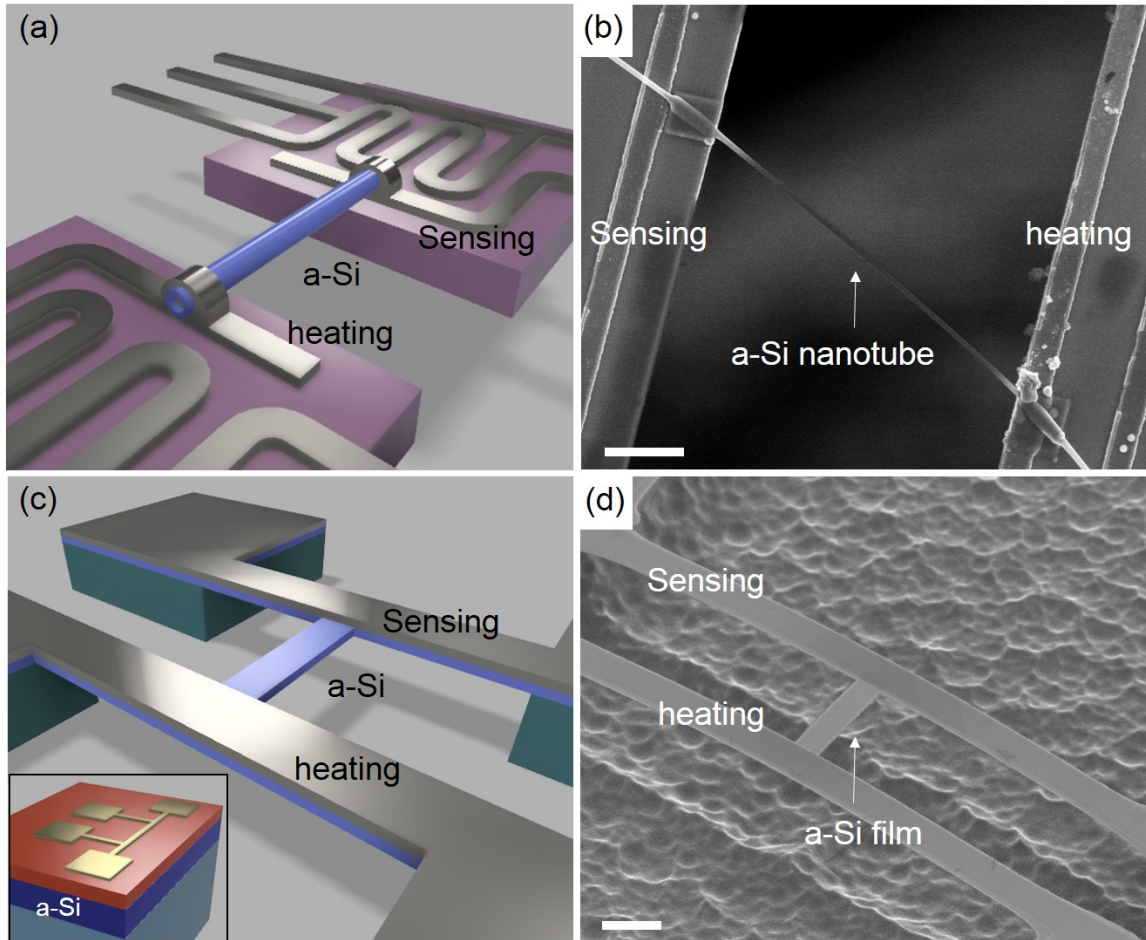 (a)
Sensing
a-Si
heating
(b)
Sensing
heating
a-Si nanotube
(c)
Sensing
a-Si
heating
a-Si
(d)
Sensing
heating
a-Si film